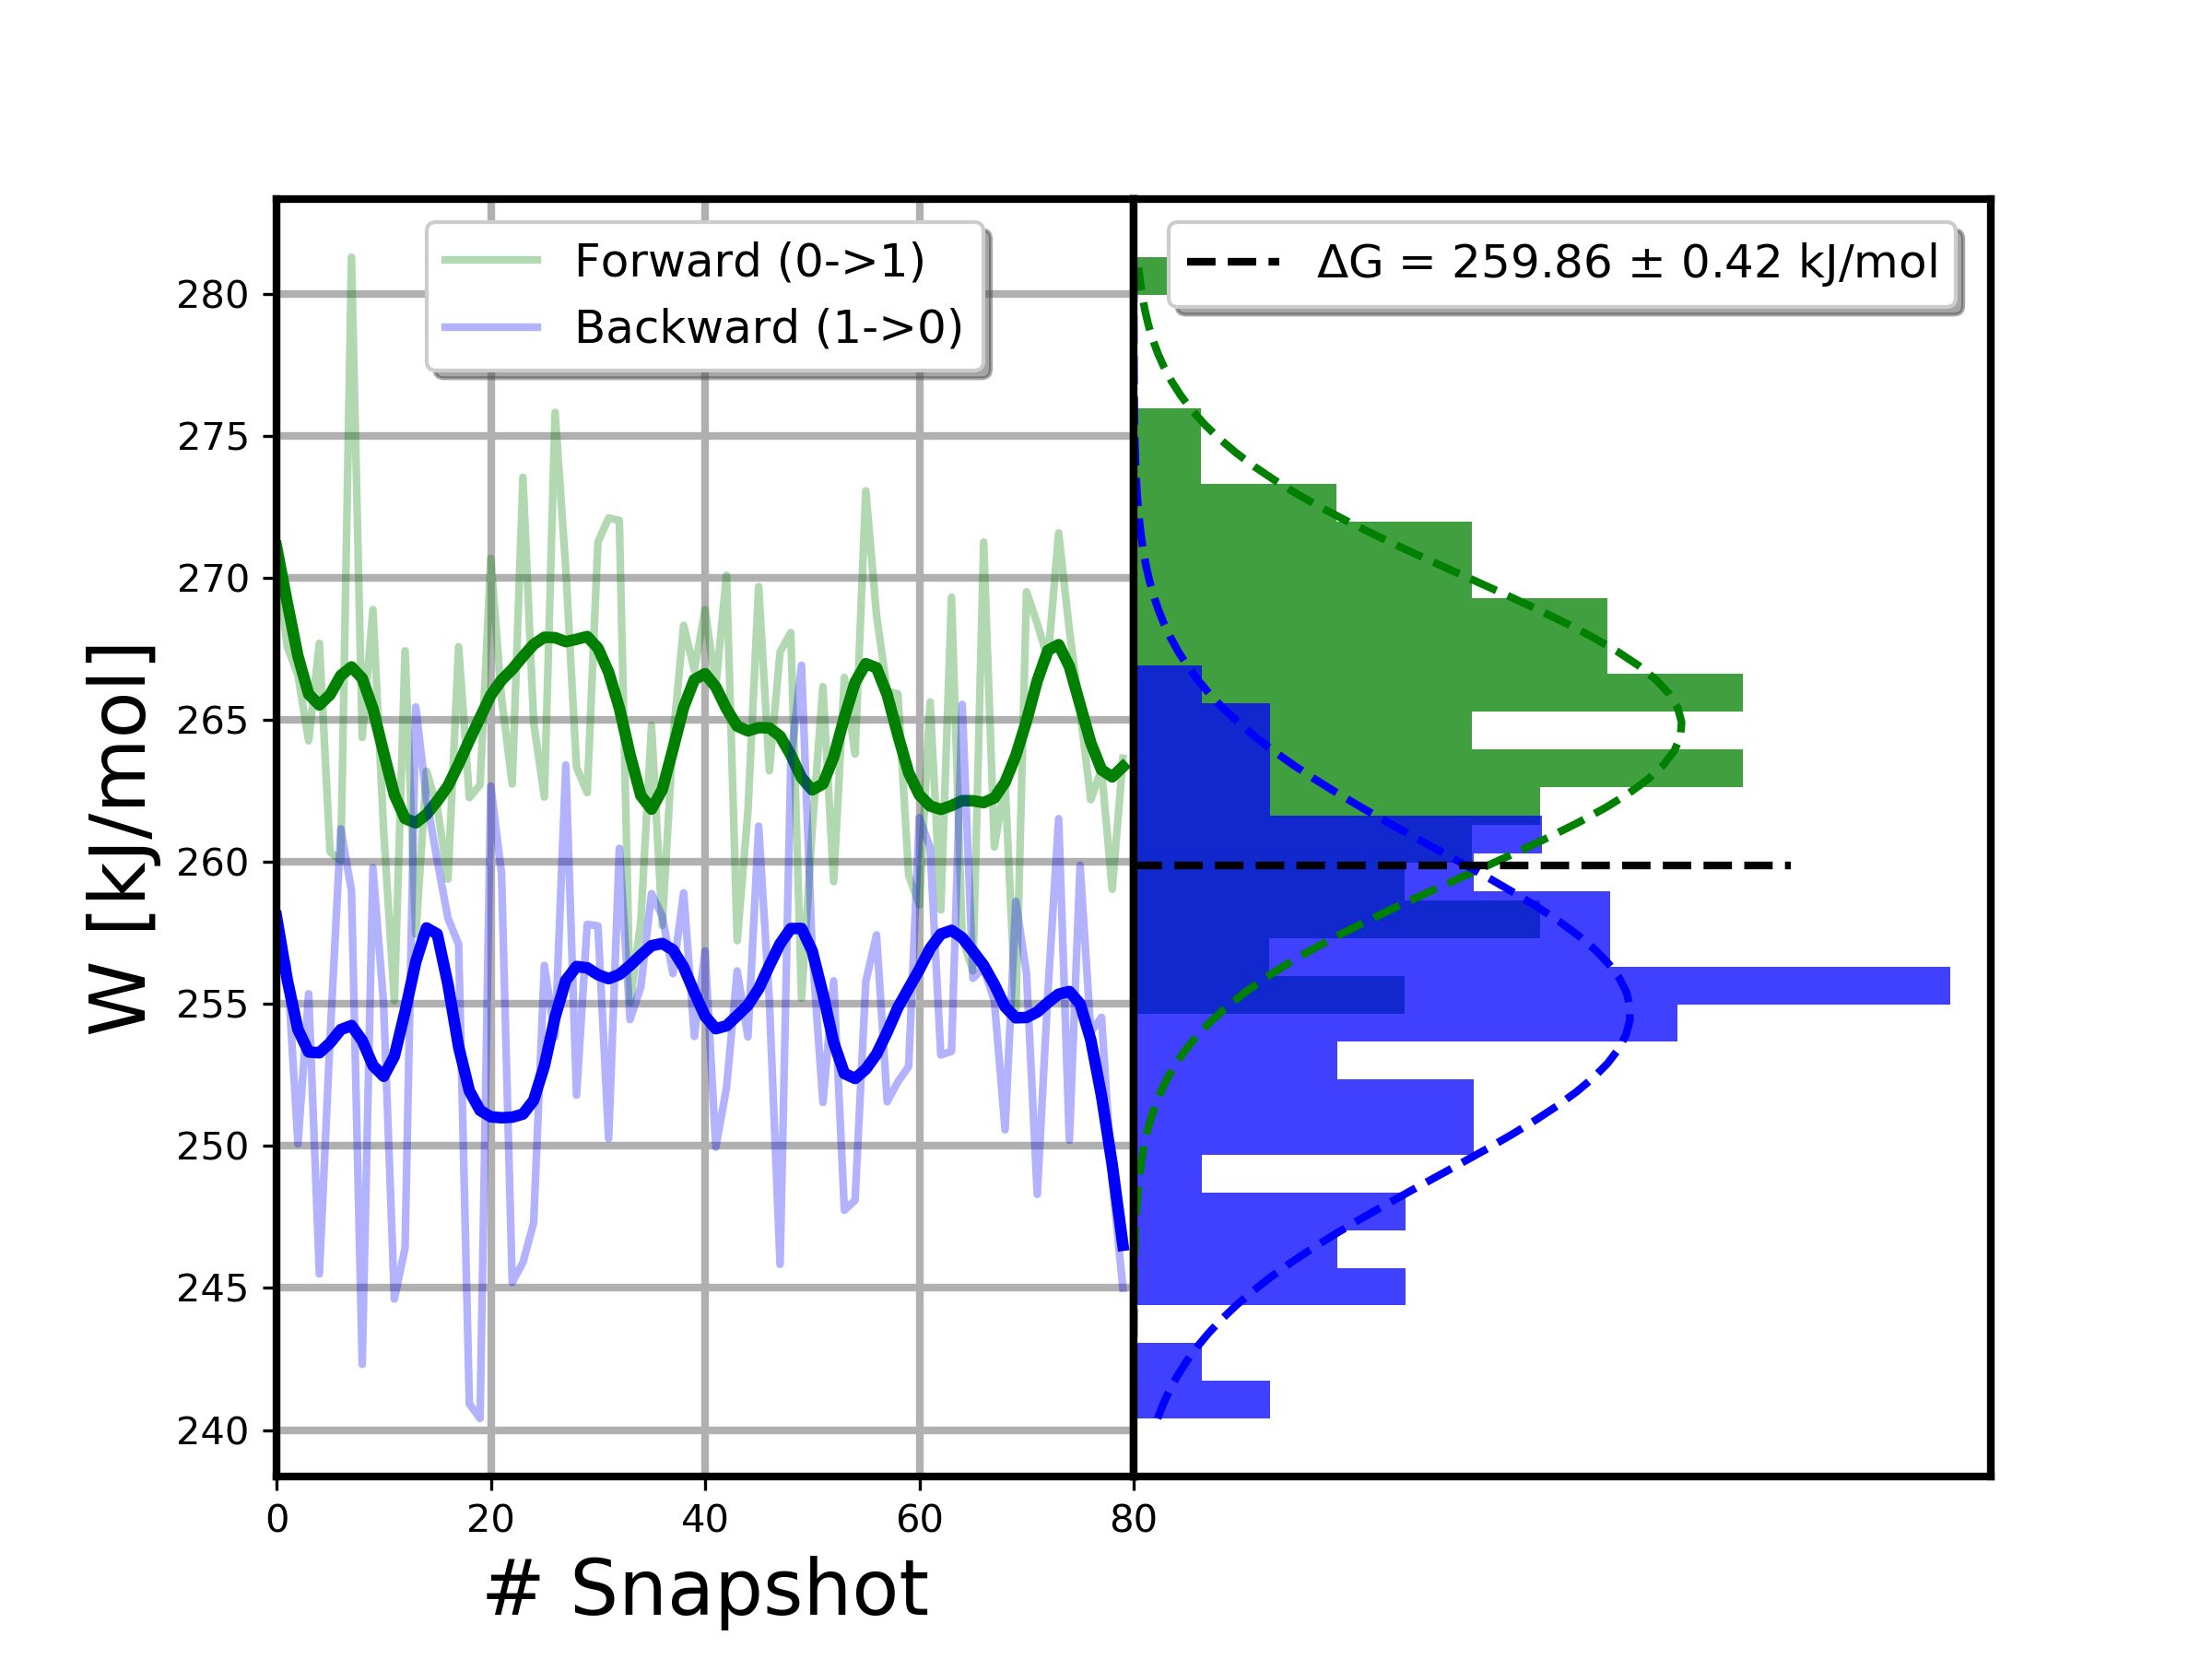 Forward (0->1)
Backward (1->0)
ΔG = 259.86 ± 0.42 kJ/mol
W [kJ/mol]
280
275
270
265
260
255
250
245
240
0 20 40 60 80
# Snapshot